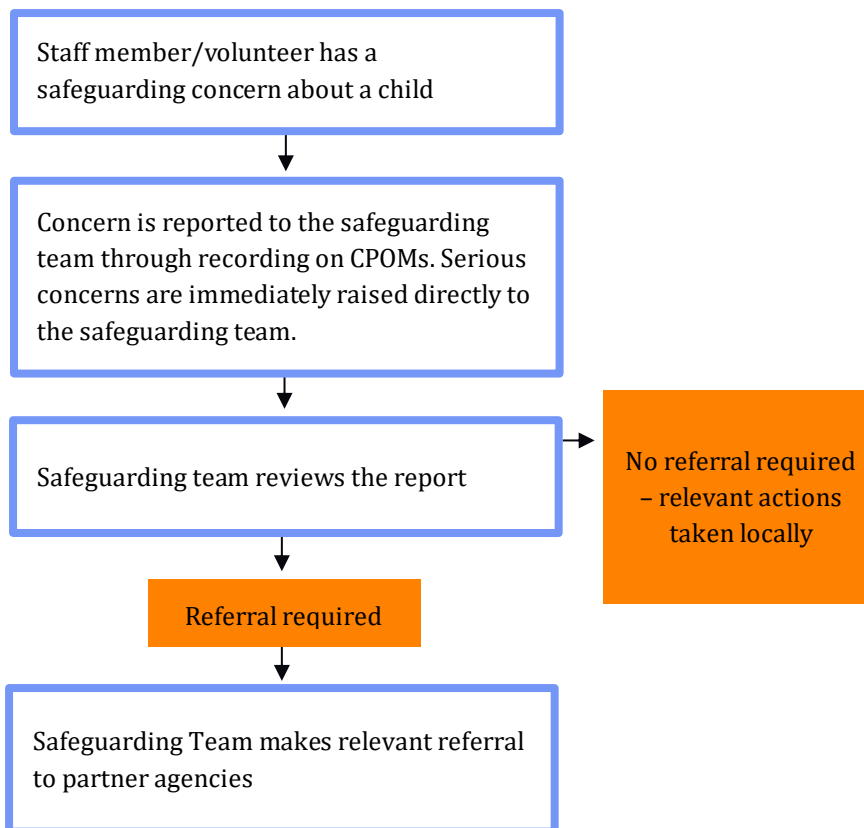 Staff member/volunteer has a
safeguarding concern about a child
Concern is reported to the safeguarding
team through recording on CPOMs. Serious
concerns are immediately raised directly to
the safeguarding team.
Safeguarding team reviews the report
No referral required
– relevant actions
taken locally
Referral required
Safeguarding Team makes relevant referral
to partner agencies